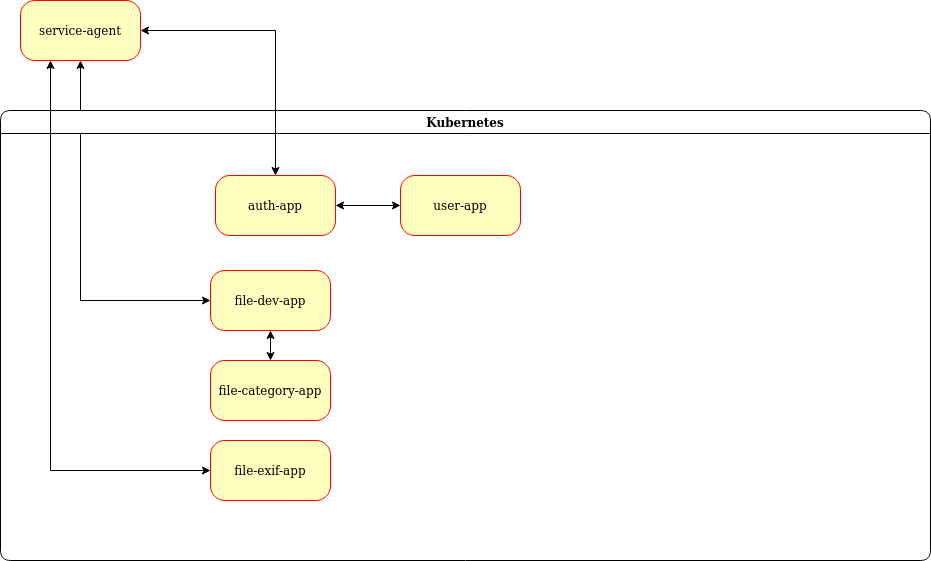 service-agent
Kubernetes
auth-app
user-app
file-dev-app
file-category-app
file-exif-app